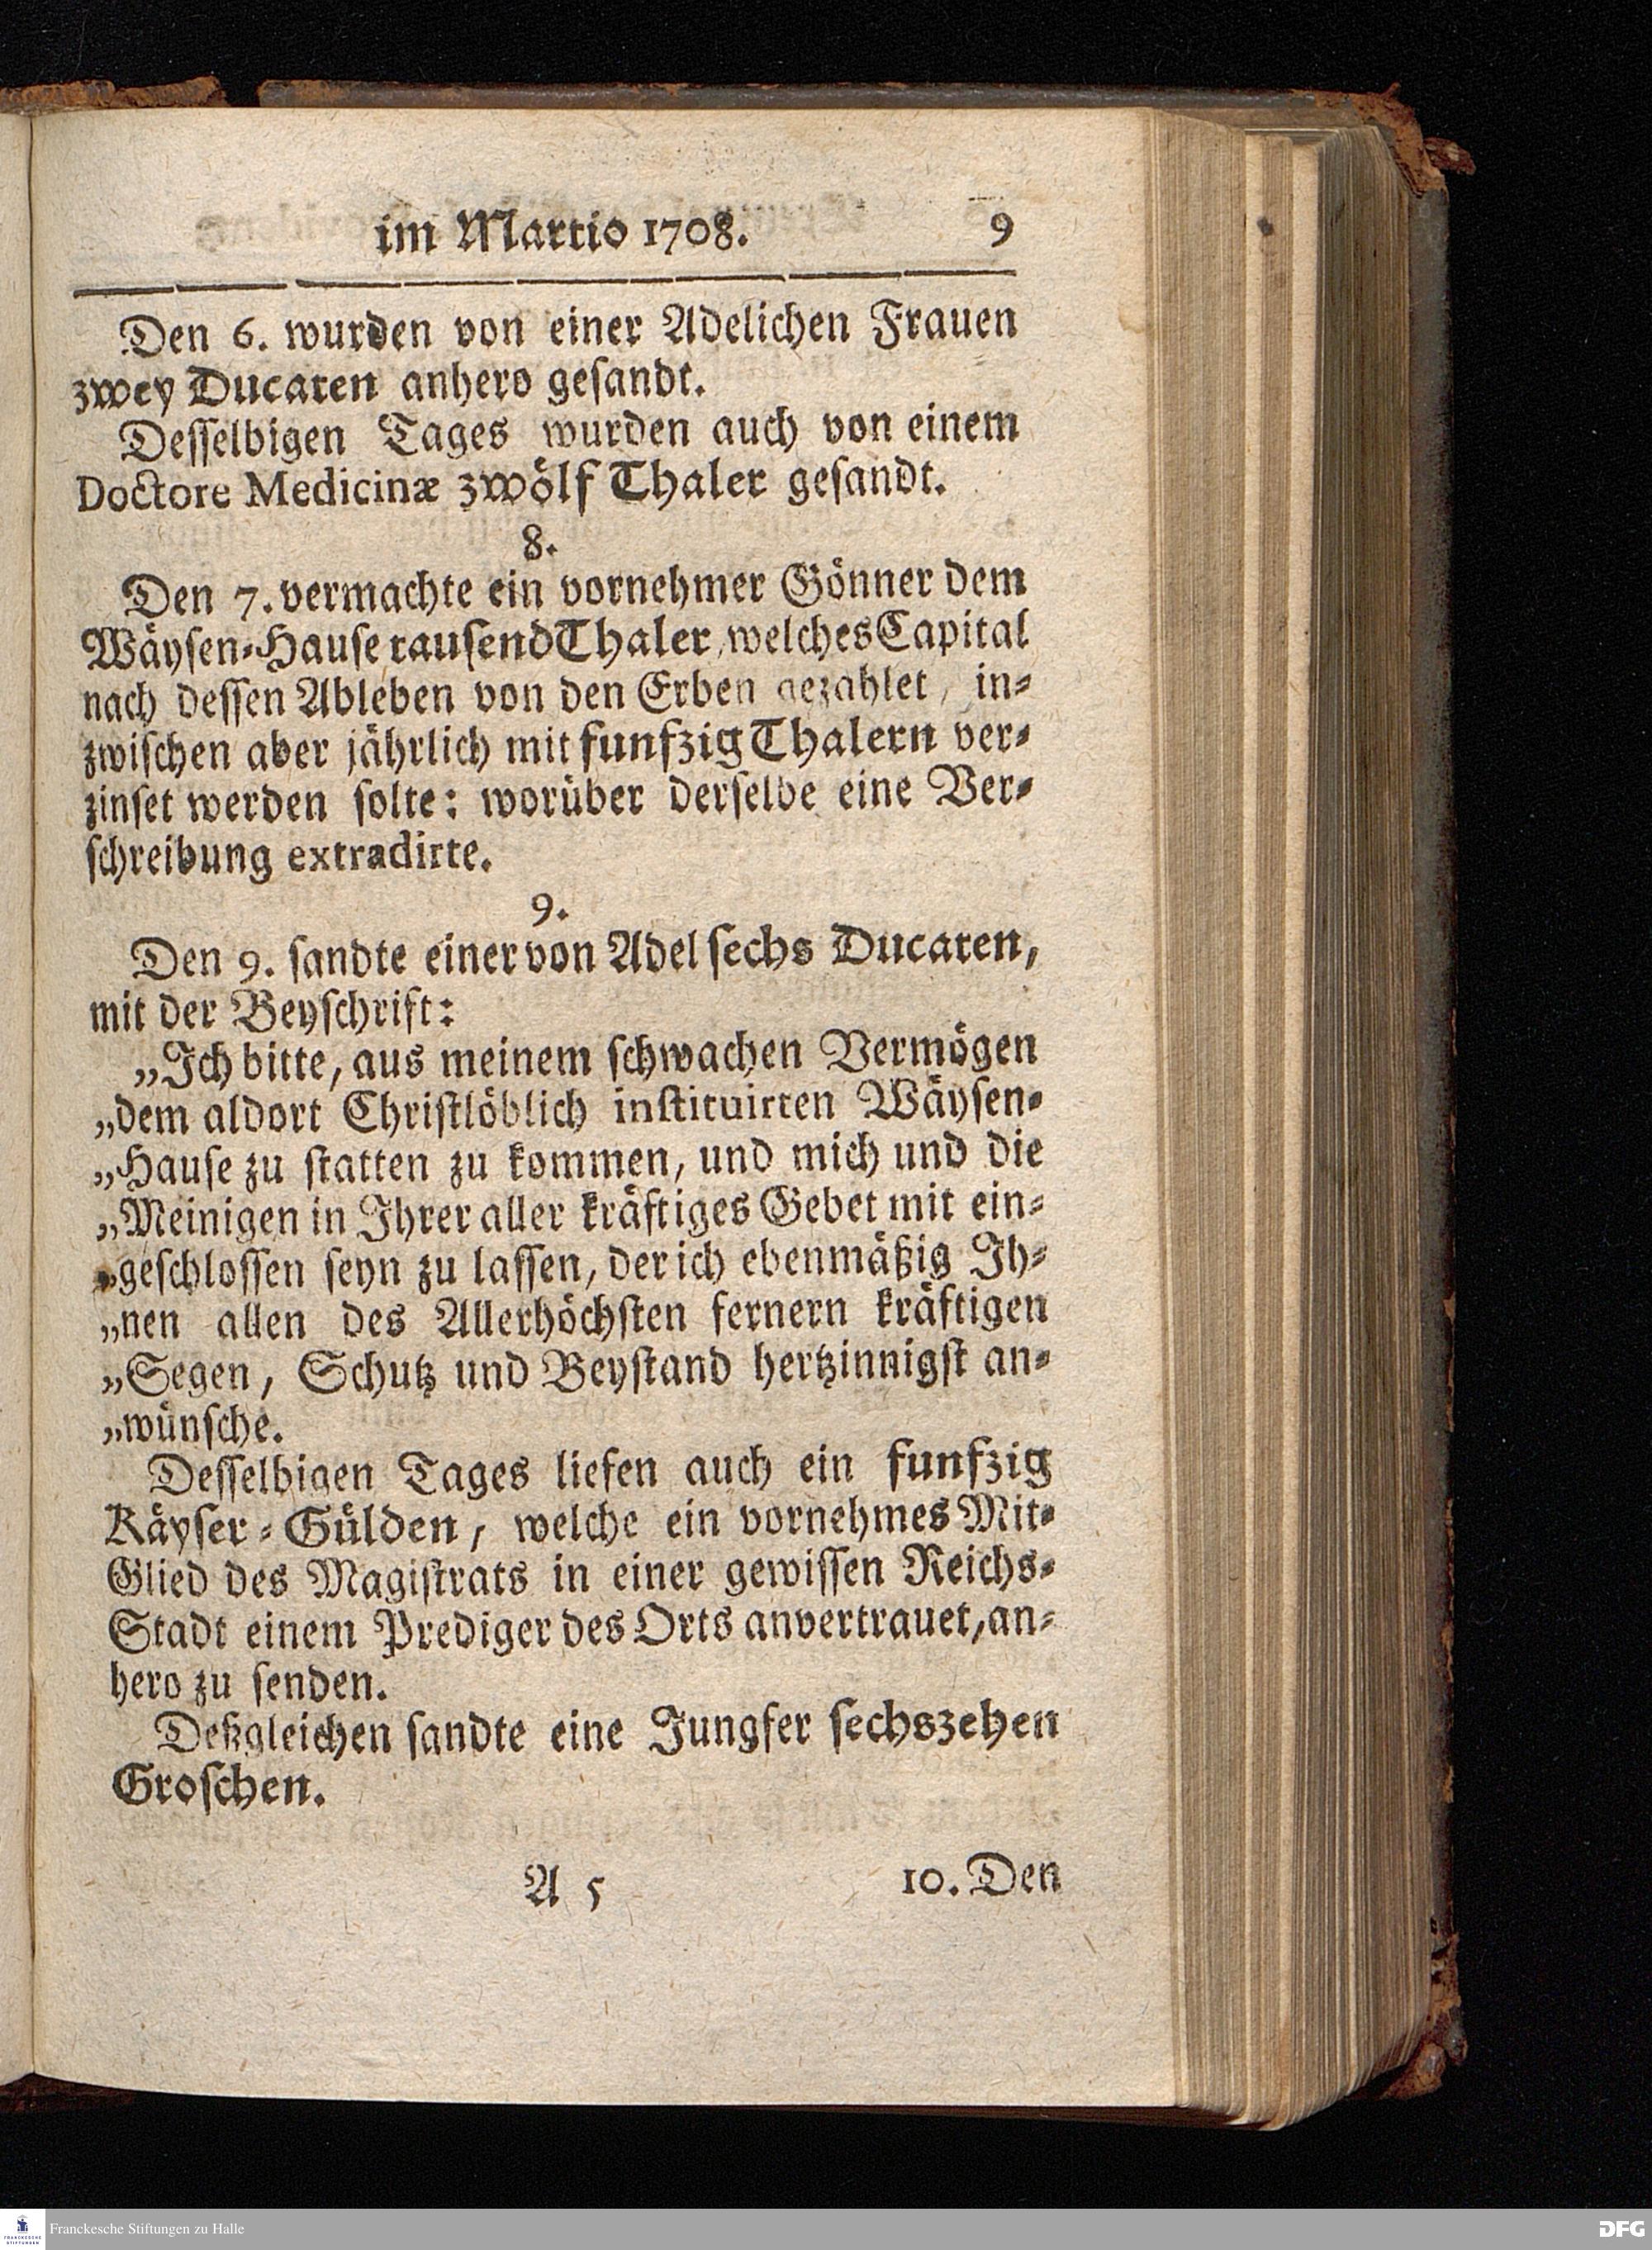 im Martio 1708. 9
Den 6. wurden von einer Adelichen Frauen
zwey Ducaten anhero geſandt.
Deſſelbigen Tages wurden auch von einem
Doctore Medicinæ zwölf Thaler geſandt.
8.
Den 7. vermachte ein vornehmer Gönner dem
Wäyſen-Hauſe tauſend Thaler, welches Capital
nach deſſen Ableben von den Erben gezahlet, in-
zwiſchen aber jährlich mit funfzig Thalern ver-
zinſet werden ſolte: worüber derſelbe eine Ver-
ſchreibung extradirte.
9.
Den 9. ſandte einer von Adel ſechs Ducaten,
mit der Beyſchrift:
„Ich bitte, aus meinem ſchwachen Vermögen
„dem aldort Chriſtlöblich inſtituirten Wäyſen-
„Hauſe zu ſtatten zu kommen, und mich und die
„Meinigen in Ihrer aller kräftiges Gebet mit ein-
„geſchloſſen ſeyn zu laſſen, der ich ebenmäßig Ih-
„nen allen des Allerhöchſten fernern kräftigen
„Segen, Schutz und Beyſtand hertzinnigſt an-
„wünſche.
Deſſelbigen Tages liefen auch ein funfzig
Käyſer-Gülden, welche ein vornehmes Mit-
Glied des Magiſtrats in einer gewiſſen Reichs-
Stadt einem Prediger des Orts anvertrauet, an-
hero zu ſenden.
Deßgleichen ſandte eine Jungfer ſechszehen
Groſchen.
A 5 10. Den
FRANCKESCHE
STIFTUNGEN
Franckesche Stiftungen zu Halle
DFG